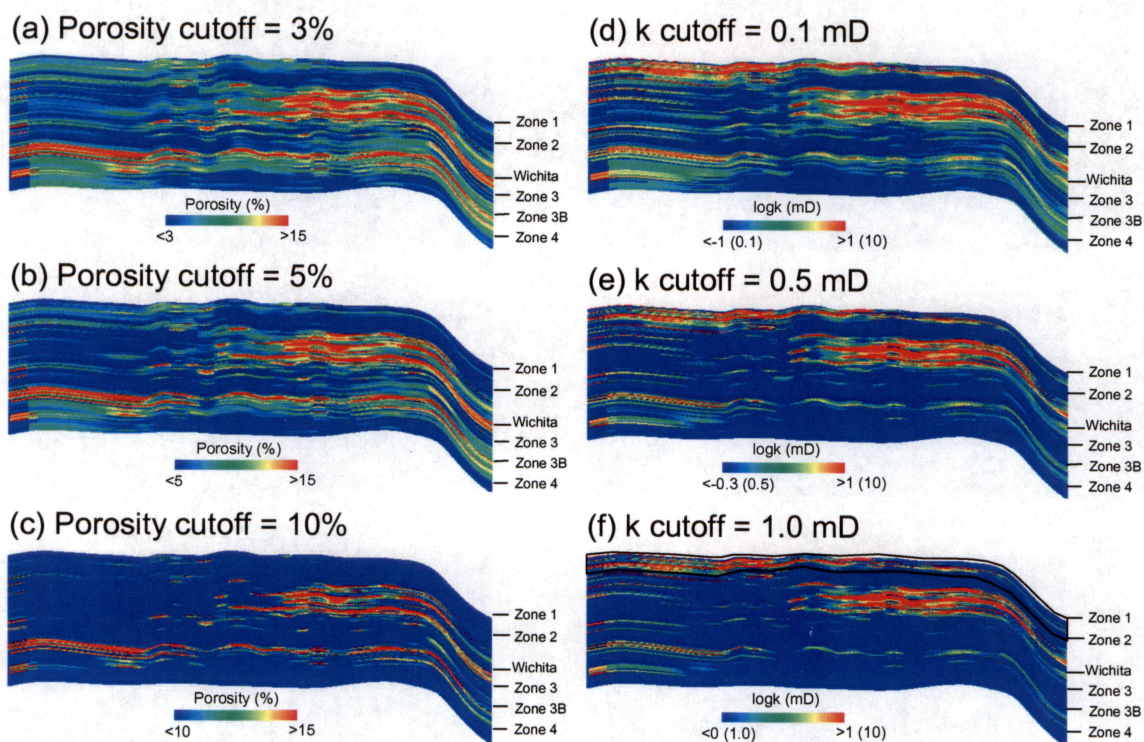 (a) Porosity cutoff = 3%
Zone 1
Zone 2
Wichita
Zone 3
Zone 3B
Zone 4
Porosity (%)
<3 >15
(b) Porosity cutoff = 5%
Zone 1
Zone 2
Wichita
Zone 3
Zone 3B
Zone 4
Porosity (%)
<5 >15
(c) Porosity cutoff = 10%
Zone 1
Zone 2
Wichita
Zone 3
Zone 3B
Zone 4
Porosity (%)
<10 >15
(d) k cutoff = 0.1 mD
Zone 1
Zone 2
Wichita
Zone 3
Zone 3B
Zone 4
logk (mD)
<-1 (0.1) >1 (10)
(e) k cutoff = 0.5 mD
Zone 1
Zone 2
Wichita
Zone 3
Zone 3B
Zone 4
logk (mD)
<-0.3 (0.5) >1 (10)
(f) k cutoff = 1.0 mD
Zone 1
Zone 2
Wichita
Zone 3
Zone 3B
Zone 4
logk (mD)
<0 (1.0) >1 (10)